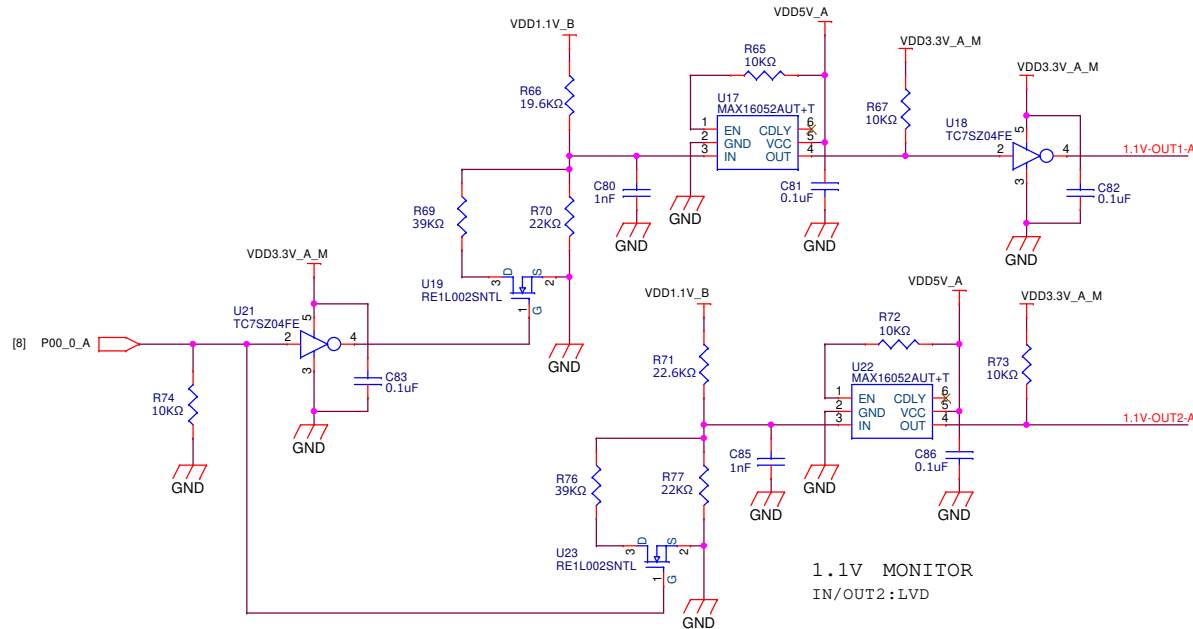 VDD5V_A
VDD1.1V_B
VDD3.3V_A_M
R65
10KΩ
VDD3.3V_A_M
R66
19.6KΩ
U17
MAX16052AUT+T
R67
10KΩ
U18
TC7SZ04FE
1 EN CDLY 6
2 GND VCC 5
3 IN OUT 4
5
2 4
3
1.1V-OUT1-A
C80
1nF
C81
0.1uF
C82
0.1uF
GND
GND
GND
GND
R69
39KΩ
R70
22KΩ
VDD3.3V_A_M
U19
RE1L002SNTL
3 D S 2
1 G
GND
U21
TC7SZ04FE
[8] P00_0_A
5
2 4
3
C83
0.1uF
R74
10KΩ
GND
GND
VDD1.1V_B
VDD5V_A
VDD3.3V_A_M
R71
22.6KΩ
R72
10KΩ
R73
10KΩ
U22
MAX16052AUT+T
1 EN CDLY 6
2 GND VCC 5
3 IN OUT 4
1.1V-OUT2-A
C85
1nF
C86
0.1uF
GND
GND
GND
R76
39KΩ
R77
22KΩ
U23
RE1L002SNTL
3 D S 2
1 G
GND
1.1V MONITOR
IN/OUT2:LVD